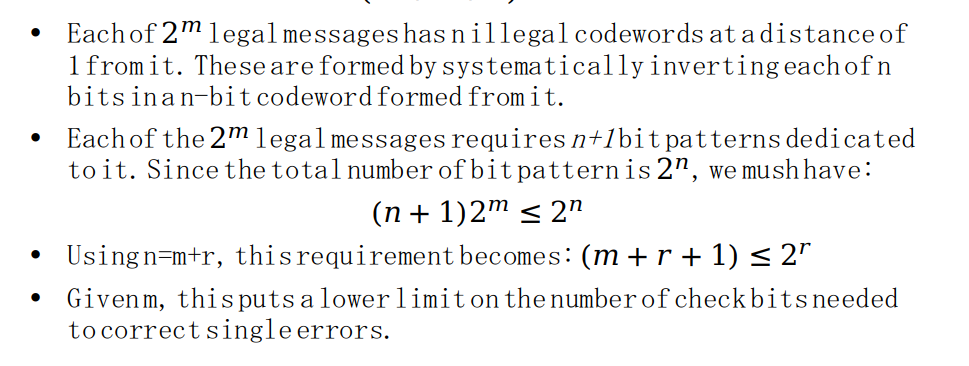 • Each of 2^m legal messages has n illegal codewords at a distance of
1 from it. These are formed by systematically inverting each of n
bits in a n-bit codeword formed from it.
• Each of the 2^m legal messages requires n+1 bit patterns dedicated
to it. Since the total number of bit pattern is 2^n, we mush have:
(n + 1)2^m ≤ 2^n
• Using n=m+r, this requirement becomes: (m + r + 1) ≤ 2^r
• Given m, this puts a lower limit on the number of check bits needed
to correct single errors.